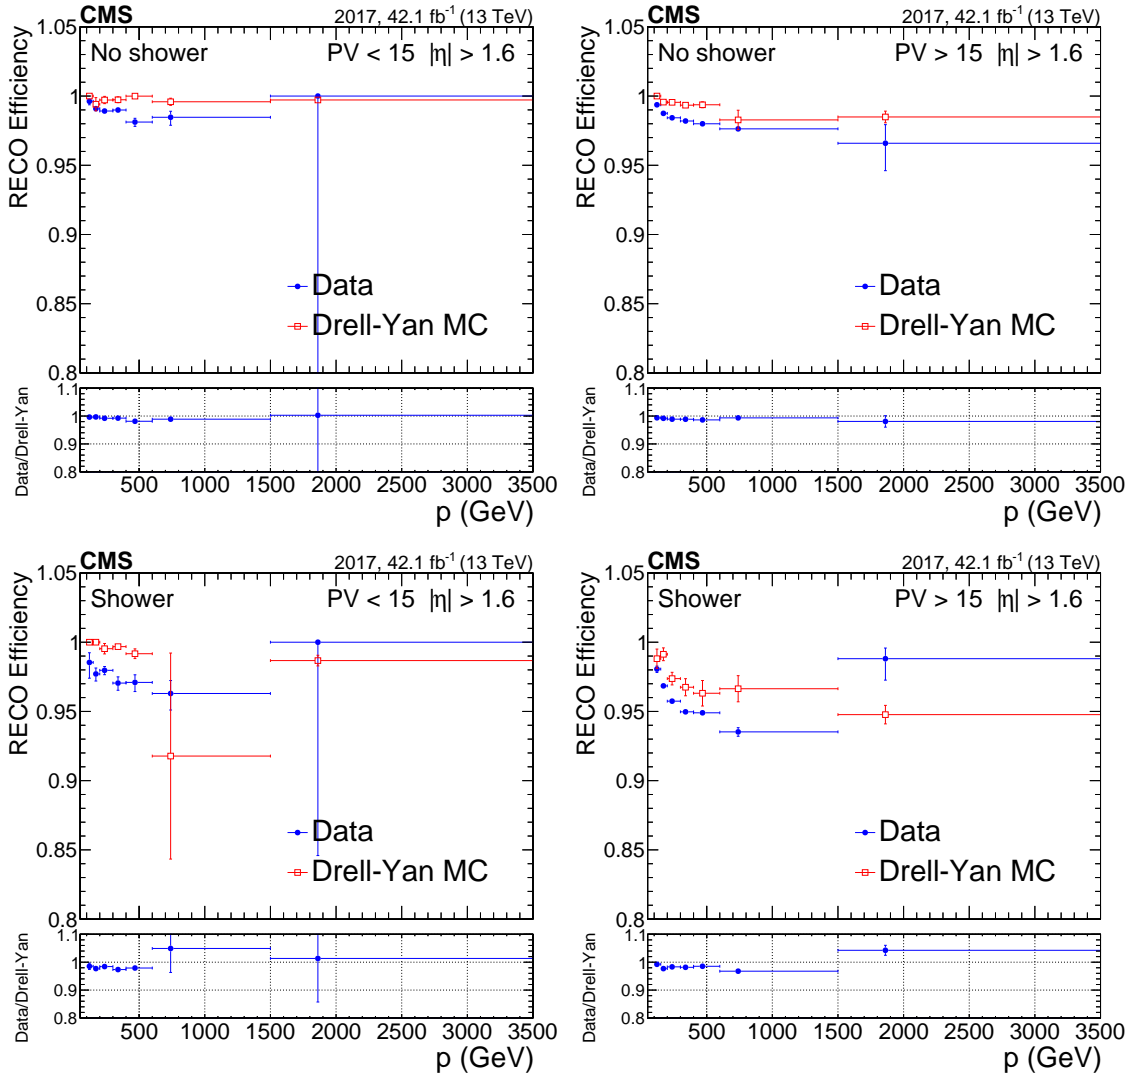 CMS 2017, 42.1 fb⁻¹ (13 TeV)
No shower PV < 15 |η| > 1.6
RECO Efficiency
1.05
1
0.95
0.9
0.85
0.8
Data
Drell-Yan MC
Data/Drell-Yan
1.1
1
0.9
0.8
500 1000 1500 2000 2500 3000 3500
p (GeV)
CMS 2017, 42.1 fb⁻¹ (13 TeV)
No shower PV > 15 |η| > 1.6
RECO Efficiency
1.05
1
0.95
0.9
0.85
0.8
Data
Drell-Yan MC
Data/Drell-Yan
1.1
1
0.9
0.8
500 1000 1500 2000 2500 3000 3500
p (GeV)
CMS 2017, 42.1 fb⁻¹ (13 TeV)
Shower PV < 15 |η| > 1.6
RECO Efficiency
1.05
1
0.95
0.9
0.85
0.8
Data
Drell-Yan MC
Data/Drell-Yan
1.1
1
0.9
0.8
500 1000 1500 2000 2500 3000 3500
p (GeV)
CMS 2017, 42.1 fb⁻¹ (13 TeV)
Shower PV > 15 |η| > 1.6
RECO Efficiency
1.05
1
0.95
0.9
0.85
0.8
Data
Drell-Yan MC
Data/Drell-Yan
1.1
1
0.9
0.8
500 1000 1500 2000 2500 3000 3500
p (GeV)